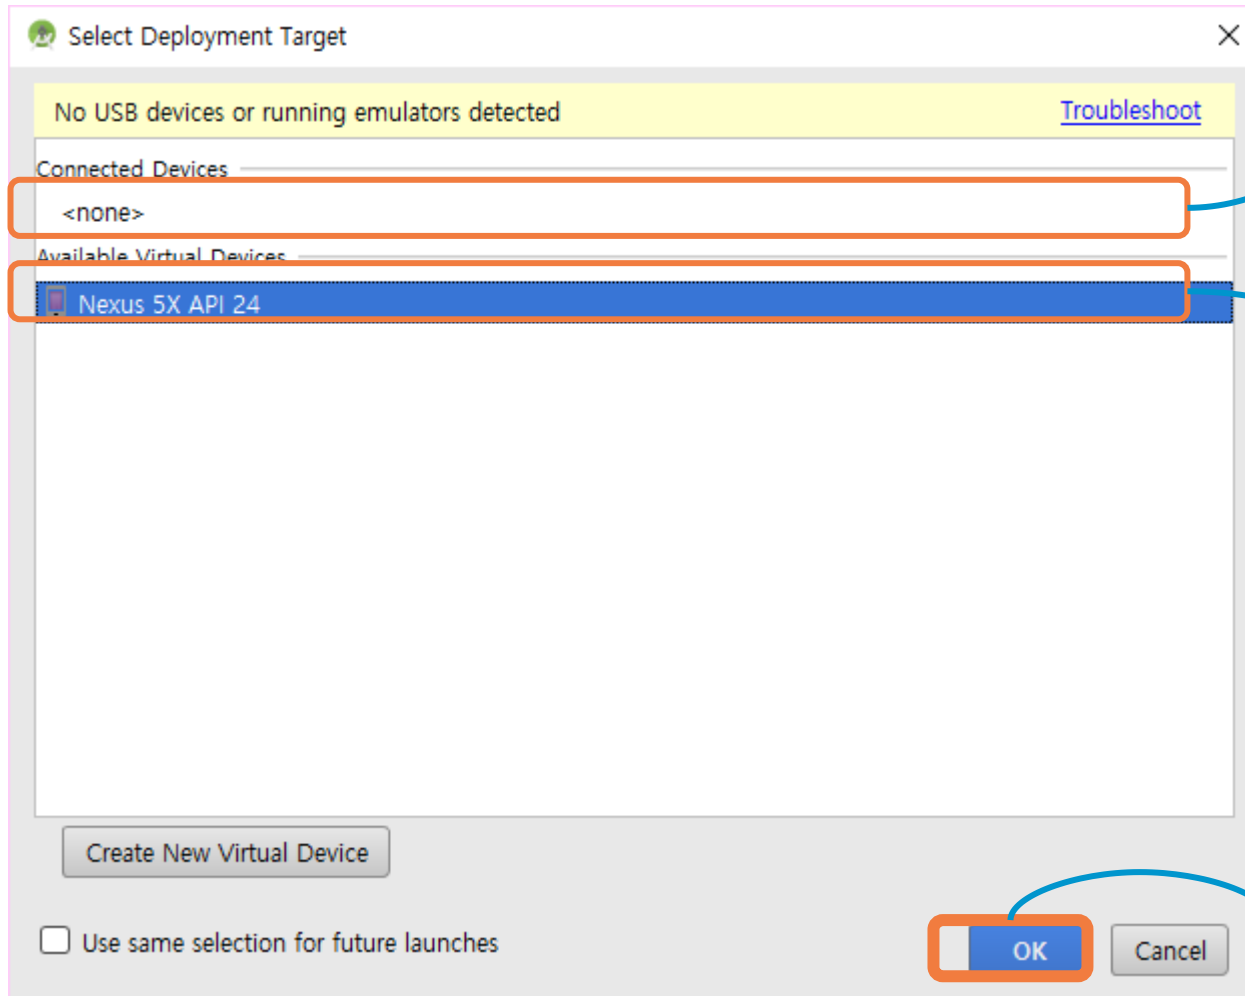 Select Deployment Target
No USB devices or running emulators detected Troubleshoot
Connected Devices
<none>
Available Virtual Devices
Nexus 5X API 24
Create New Virtual Device
Use same selection for future launches
OK Cancel